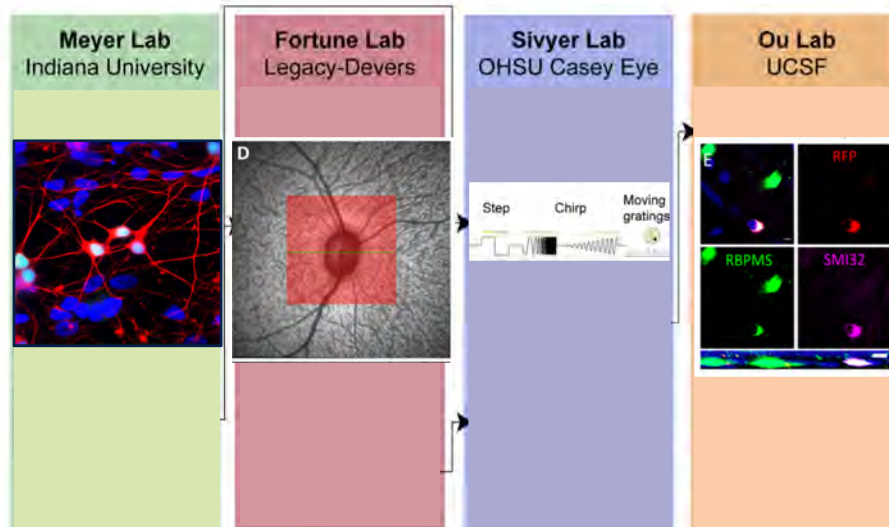 Meyer Lab
Indiana University
Fortune Lab
Legacy-Devers
Sivyer Lab
OHSU Casey Eye
Ou Lab
UCSF
D
Step
Chirp
Moving
gratings
E
RFP
RBPMS
SMI32